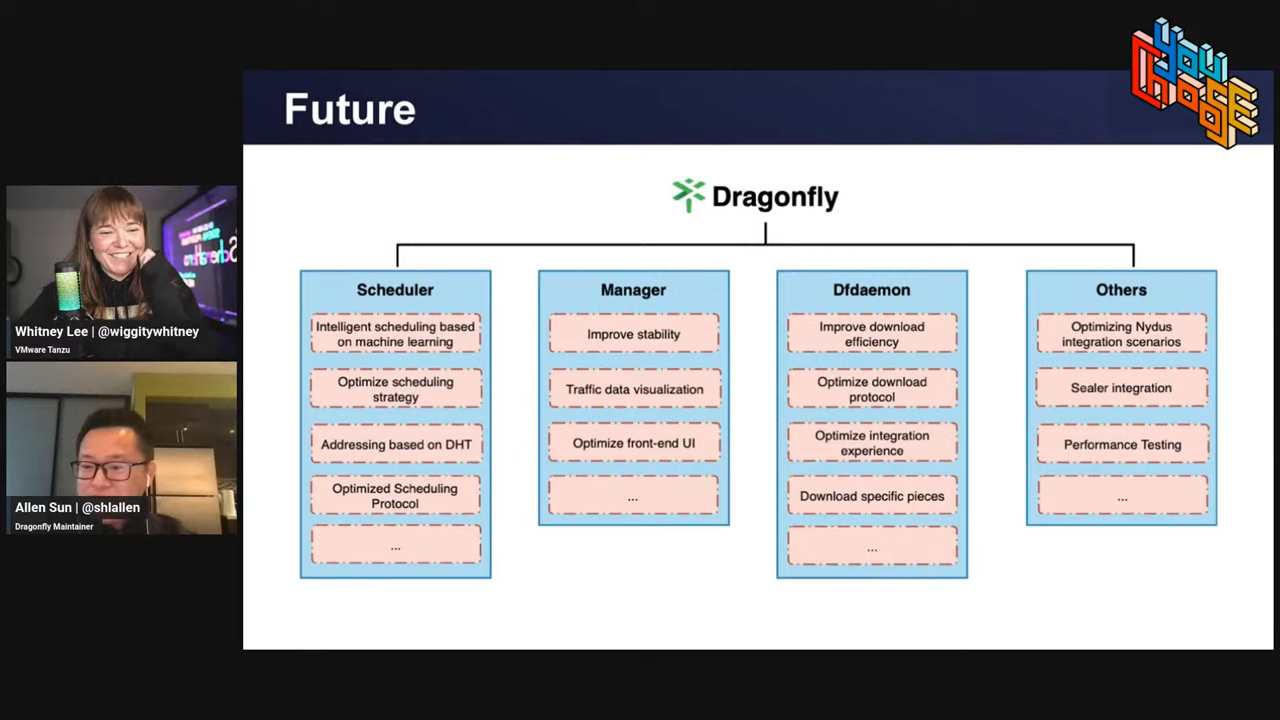 YOU
CHOOSE
Future
Dragonfly
Scheduler
Intelligent scheduling based
on machine learning
Optimize scheduling
strategy
Addressing based on DHT
Optimized Scheduling
Protocol
...
Manager
Improve stability
Traffic data visualization
Optimize front-end UI
...
Dfdaemon
Improve download
efficiency
Optimize download
protocol
Optimize integration
experience
Download specific pieces
...
Others
Optimizing Nydus
integration scenarios
Sealer integration
Performance Testing
...
Whitney Lee | @wiggitywhitney
VMware Tanzu
Allen Sun | @shlallen
Dragonfly Maintainer